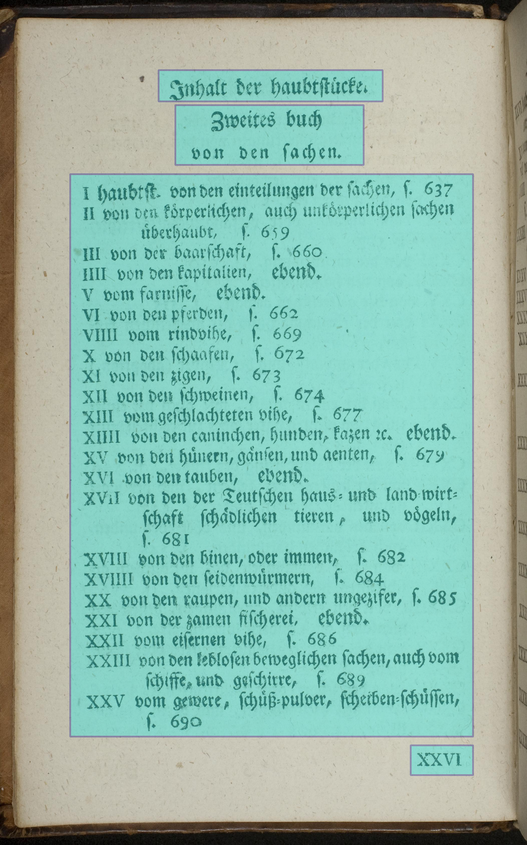 Inhalt der haubtstücke.
Zweites buch
von den sachen.
I haubtst. von den einteilungen der sachen, s. 637
II von den körperlichen, auch unkörperlichen sachen
überhaubt, s. 659
III von der baarschaft, s. 660
IIII von den kapitalien, ebend.
V vom farnisse, ebend.
VI von den pferden, s. 662
VIIII vom rindvihe, s. 669
X von den schaafen, s. 672
XI von den zigen, s. 673
XII von den schweinen, s. 674
XIII vom geschlachteten vihe, s. 677
XIIII von den caninchen, hunden, kazen ꝛc. ebend.
XV von den hünern, gänsen, und aenten, s. 679
XVI von den tauben, ebend.
XVII von den der Teutschen haus- und land wirt-
schaft schädlichen tieren, und vögeln,
s. 681
XVIII von den binen, oder immen, s. 682
XVIIII von den seidenwürmern, s. 684
XX von den raupen, und andern ungezifer, s. 685
XXI von der zamen fischerei, ebend.
XXII vom eisernen vihe, s. 686
XXIII von den leblosen beweglichen sachen, auch vom
schiffe, und geschirre, s. 689
XXV vom gewere, schüß-pulver, scheiben-schüssen,
s. 690
XXVI